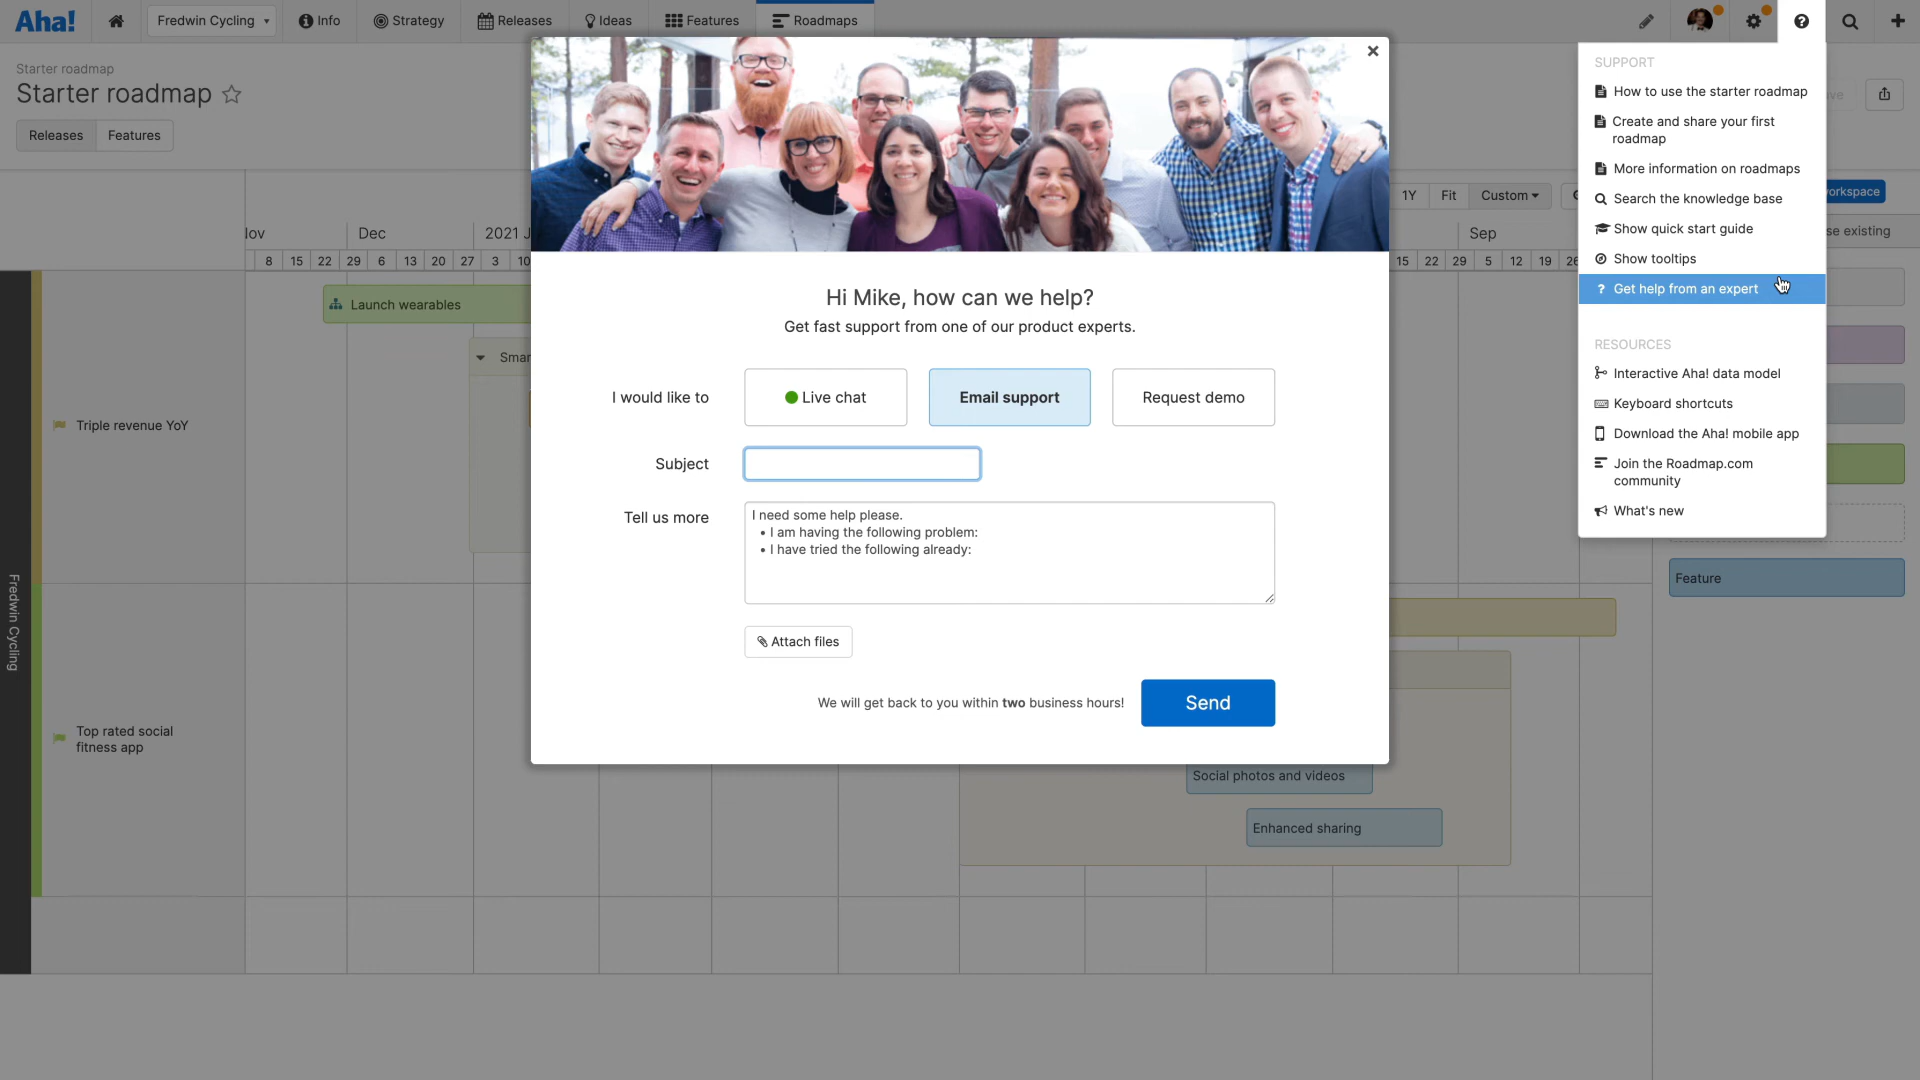 Aha!
Fredwin Cycling
Info
Strategy
Releases
Ideas
Features
Roadmaps
Starter roadmap
Starter roadmap
Releases
Features
1Y
Fit
Custom
Dec
2021 J
Sep
8 15 22 29 6 13 20 27 3 10
15 22 29 5 12 19 26
Launch wearables
Smar
Triple revenue YoY
Top rated social
fitness app
Fredwin Cycling
Social photos and videos
Enhanced sharing
Hi Mike, how can we help?
Get fast support from one of our product experts.
I would like to
Live chat
Email support
Request demo
Subject
Tell us more
I need some help please.
• I am having the following problem:
• I have tried the following already:
Attach files
We will get back to you within two business hours!
Send
SUPPORT
How to use the starter roadmap
Create and share your first
roadmap
More information on roadmaps
Search the knowledge base
Show quick start guide
Show tooltips
? Get help from an expert
RESOURCES
Interactive Aha! data model
Keyboard shortcuts
Download the Aha! mobile app
Join the Roadmap.com
community
What's new
orkspace
se existing
Feature